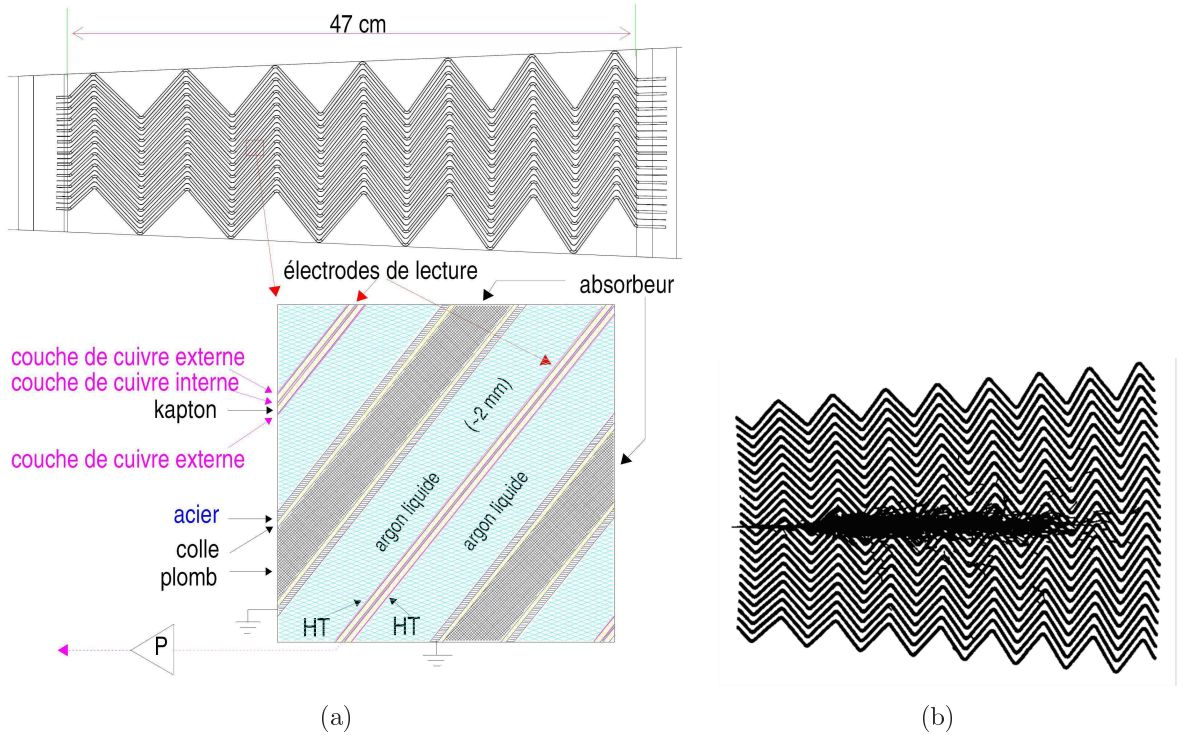 47 cm
électrodes de lecture
absorbeur
couche de cuivre externe
couche de cuivre interne
kapton
couche de cuivre externe
(~2 mm)
argon liquide
argon liquide
acier
colle
plomb
HT
HT
P
(a)
(b)